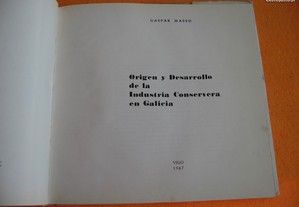 GASPAR MASSO
Origen y Desarrollo
de la
Industria Conservera
en Galicia
VIGO
1967